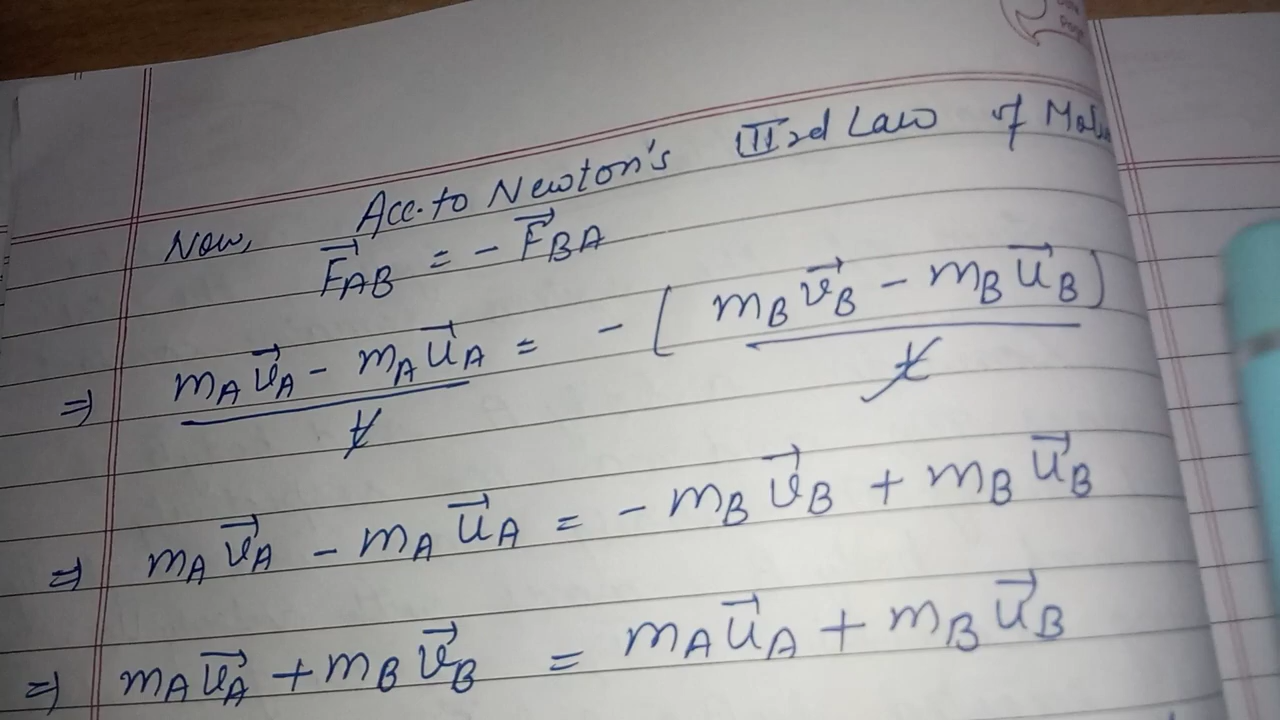 Now, Acc. to Newton's IIIrd Law of
F⃗AB = - F⃗BA
⇒ mA v⃗A - mA u⃗A / t = - [ mB v⃗B - mB u⃗B ) / t
⇒ mA v⃗A - mA u⃗A = - mB v⃗B + mB u⃗B
⇒ mA v⃗A + mB v⃗B = mA u⃗A + mB u⃗B